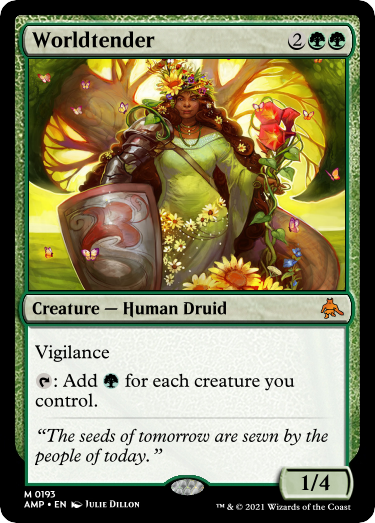 Worldtender 2
Creature — Human Druid
Vigilance
: Add for each creature you
control.
“The seeds of tomorrow are sewn by the
people of today.”
1/4
M 0193
AMP • EN JULIE DILLON
™ & © 2021 Wizards of the Coast